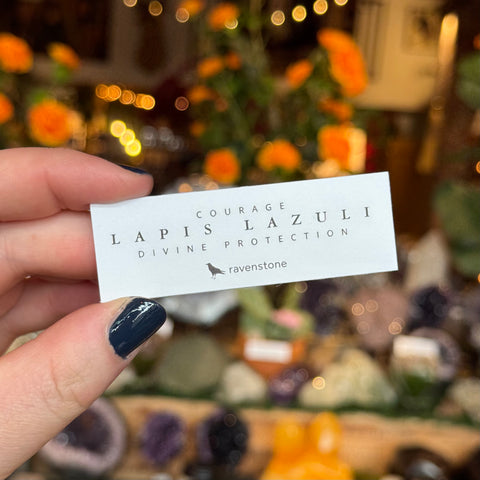 COURAGE
LAPIS LAZULI
DIVINE PROTECTION
ravenstone